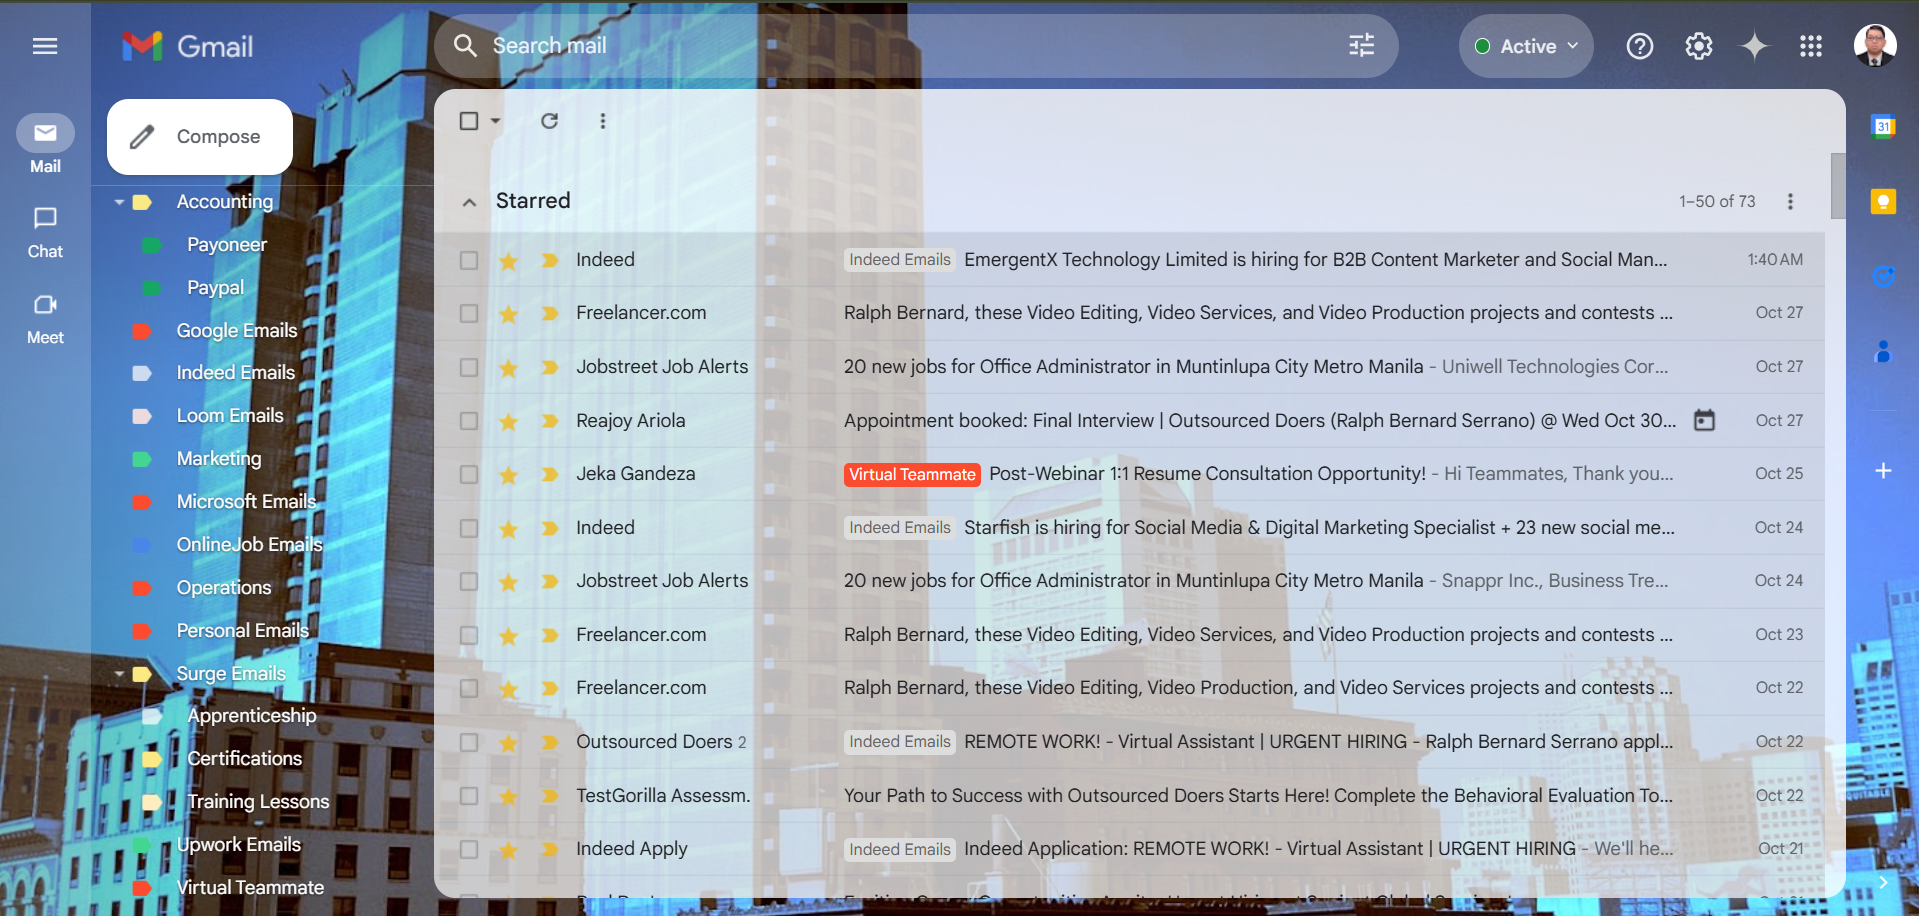 Gmail
Search mail
Active
Compose
Mail
Chat
Meet
Accounting
Payoneer
Paypal
Google Emails
Indeed Emails
Loom Emails
Marketing
Microsoft Emails
OnlineJob Emails
Operations
Personal Emails
Surge Emails
Apprenticeship
Certifications
Training Lessons
Upwork Emails
Virtual Teammate
Starred 1–50 of 73
Indeed Indeed Emails EmergentX Technology Limited is hiring for B2B Content Marketer and Social Man... 1:40 AM
Freelancer.com Ralph Bernard, these Video Editing, Video Services, and Video Production projects and contests ... Oct 27
Jobstreet Job Alerts 20 new jobs for Office Administrator in Muntinlupa City Metro Manila - Uniwell Technologies Cor... Oct 27
Reajoy Ariola Appointment booked: Final Interview | Outsourced Doers (Ralph Bernard Serrano) @ Wed Oct 30... Oct 27
Jeka Gandeza Virtual Teammate Post-Webinar 1:1 Resume Consultation Opportunity! - Hi Teammates, Thank you... Oct 25
Indeed Indeed Emails Starfish is hiring for Social Media & Digital Marketing Specialist + 23 new social me... Oct 24
Jobstreet Job Alerts 20 new jobs for Office Administrator in Muntinlupa City Metro Manila - Snappr Inc., Business Tre... Oct 24
Freelancer.com Ralph Bernard, these Video Editing, Video Services, and Video Production projects and contests ... Oct 23
Freelancer.com Ralph Bernard, these Video Editing, Video Production, and Video Services projects and contests ... Oct 22
Outsourced Doers 2 Indeed Emails REMOTE WORK! - Virtual Assistant | URGENT HIRING - Ralph Bernard Serrano appl... Oct 22
TestGorilla Assessm. Your Path to Success with Outsourced Doers Starts Here! Complete the Behavioral Evaluation To... Oct 22
Indeed Apply Indeed Emails Indeed Application: REMOTE WORK! - Virtual Assistant | URGENT HIRING - We'll he... Oct 21
31